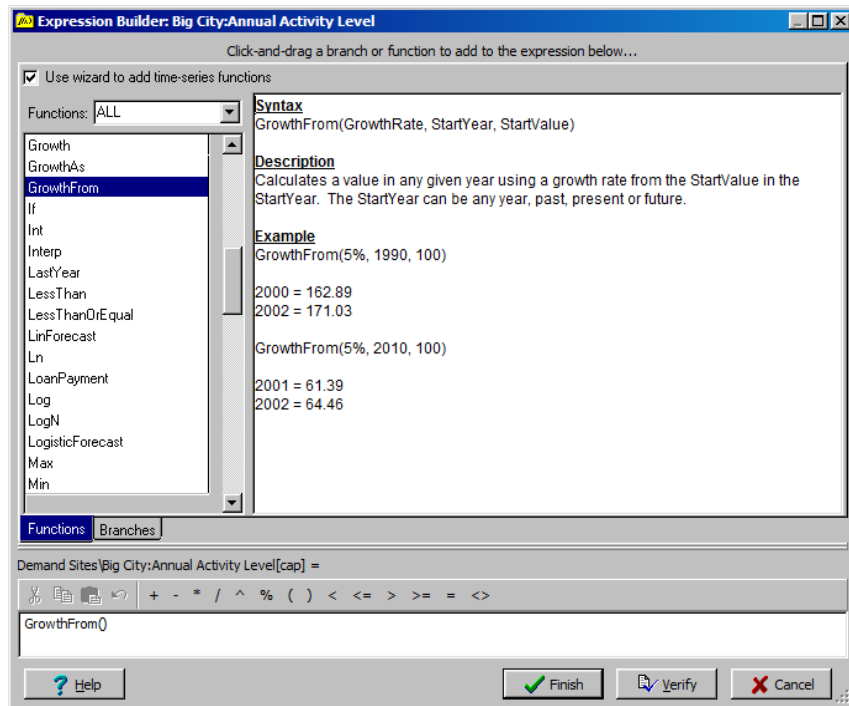 Expression Builder: Big City:Annual Activity Level
Click-and-drag a branch or function to add to the expression below...
Use wizard to add time-series functions
Functions: ALL
Growth
GrowthAs
GrowthFrom
If
Int
Interp
LastYear
LessThan
LessThanOrEqual
LinForecast
Ln
LoanPayment
Log
LogN
LogisticForecast
Max
Min
Syntax
GrowthFrom(GrowthRate, StartYear, StartValue)
Description
Calculates a value in any given year using a growth rate from the StartValue in the
StartYear.  The StartYear can be any year, past, present or future.
Example
GrowthFrom(5%, 1990, 100)
2000 = 162.89
2002 = 171.03
GrowthFrom(5%, 2010, 100)
2001 = 61.39
2002 = 64.46
Functions Branches
Demand Sites\Big City:Annual Activity Level[cap] =
+ - * / ^ % ( ) < <= > >= = <>
GrowthFrom()
? Help Finish Verify Cancel